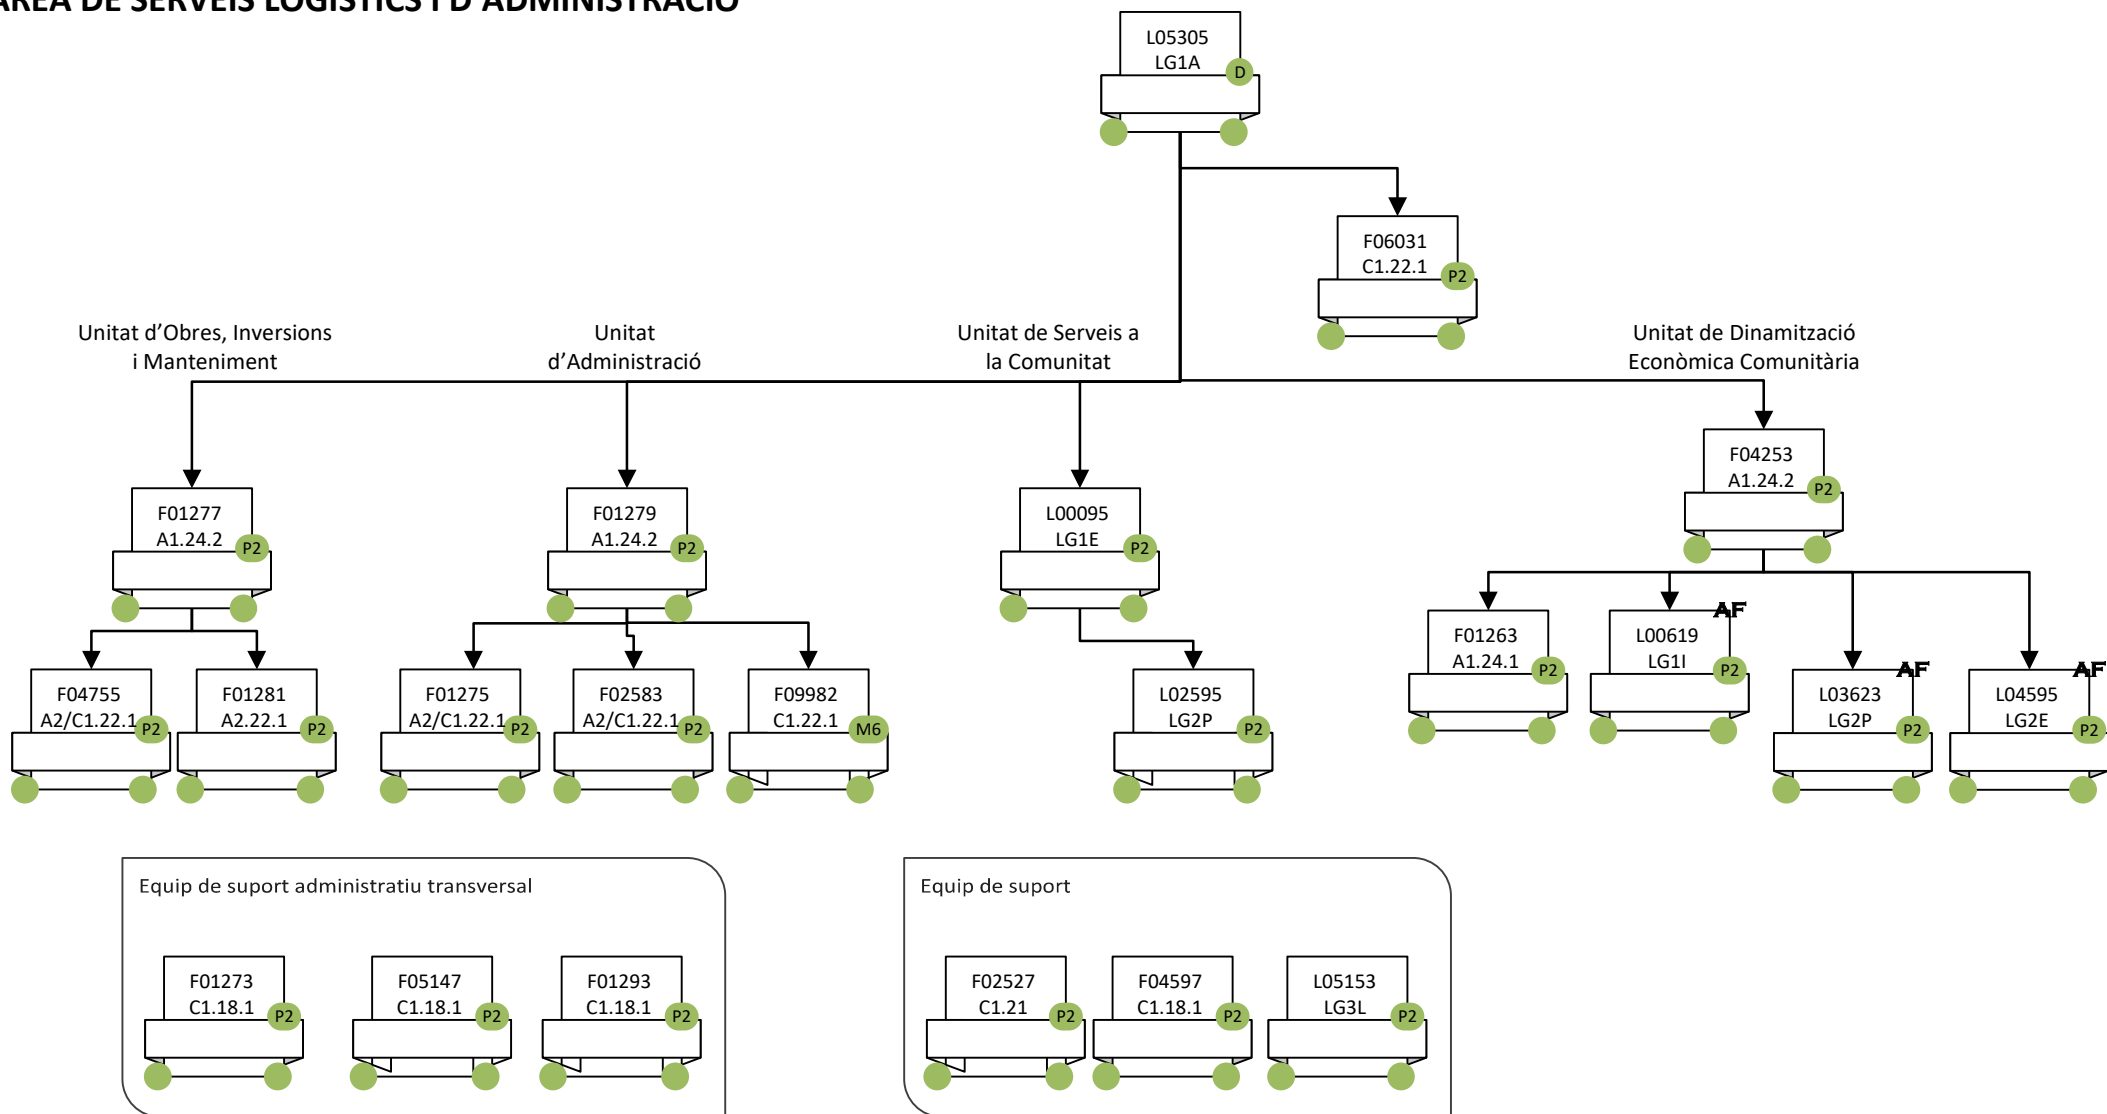 ÀREA DE SERVEIS LOGÍSTICS I D'ADMINISTRACIÓ
L05305
LG1A
D
F06031
C1.22.1
P2
Unitat d’Obres, Inversions
i Manteniment
Unitat
d’Administració
Unitat de Serveis a
la Comunitat
Unitat de Dinamització
Econòmica Comunitària
F01277
A1.24.2
P2
F01279
A1.24.2
P2
L00095
LG1E
P2
F04253
A1.24.2
P2
F04755
A2/C1.22.1
P2
F01281
A2.22.1
P2
F01275
A2/C1.22.1
P2
F02583
A2/C1.22.1
P2
F09982
C1.22.1
M6
L02595
LG2P
P2
F01263
A1.24.1
P2
AF
L00619
LG1I
P2
AF
L03623
LG2P
P2
AF
L04595
LG2E
P2
Equip de suport administratiu transversal
F01273
C1.18.1
P2
F05147
C1.18.1
P2
F01293
C1.18.1
P2
Equip de suport
F02527
C1.21
P2
F04597
C1.18.1
P2
L05153
LG3L
P2